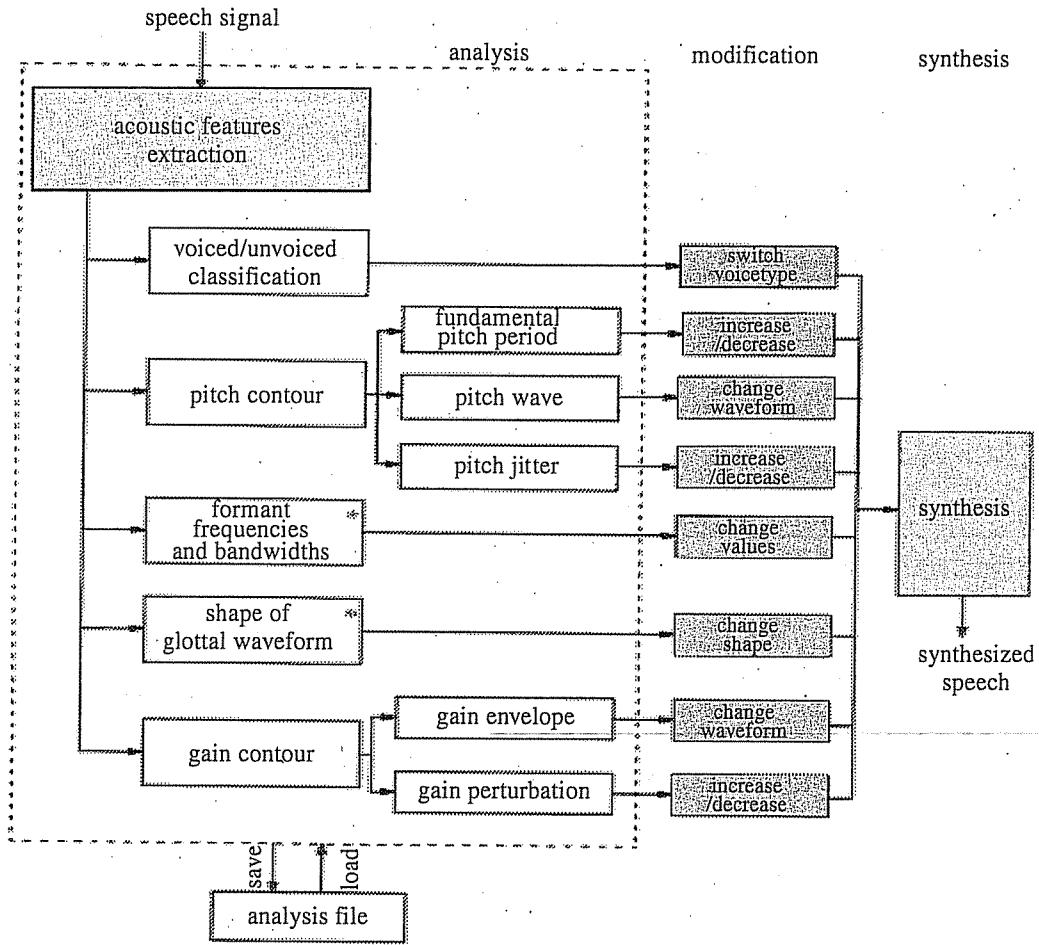 speech signal
analysis
modification
synthesis
acoustic features
extraction
voiced/unvoiced
classification
switch
voicetype
fundamental
pitch period
increase
/decrease
pitch contour
pitch wave
change
waveform
pitch jitter
increase
/decrease
formant
frequencies
and bandwidths
*
change
values
synthesis
shape of
glottal waveform
*
change
shape
synthesized
speech
gain contour
gain envelope
change
waveform
gain perturbation
increase
/decrease
save
load
analysis file